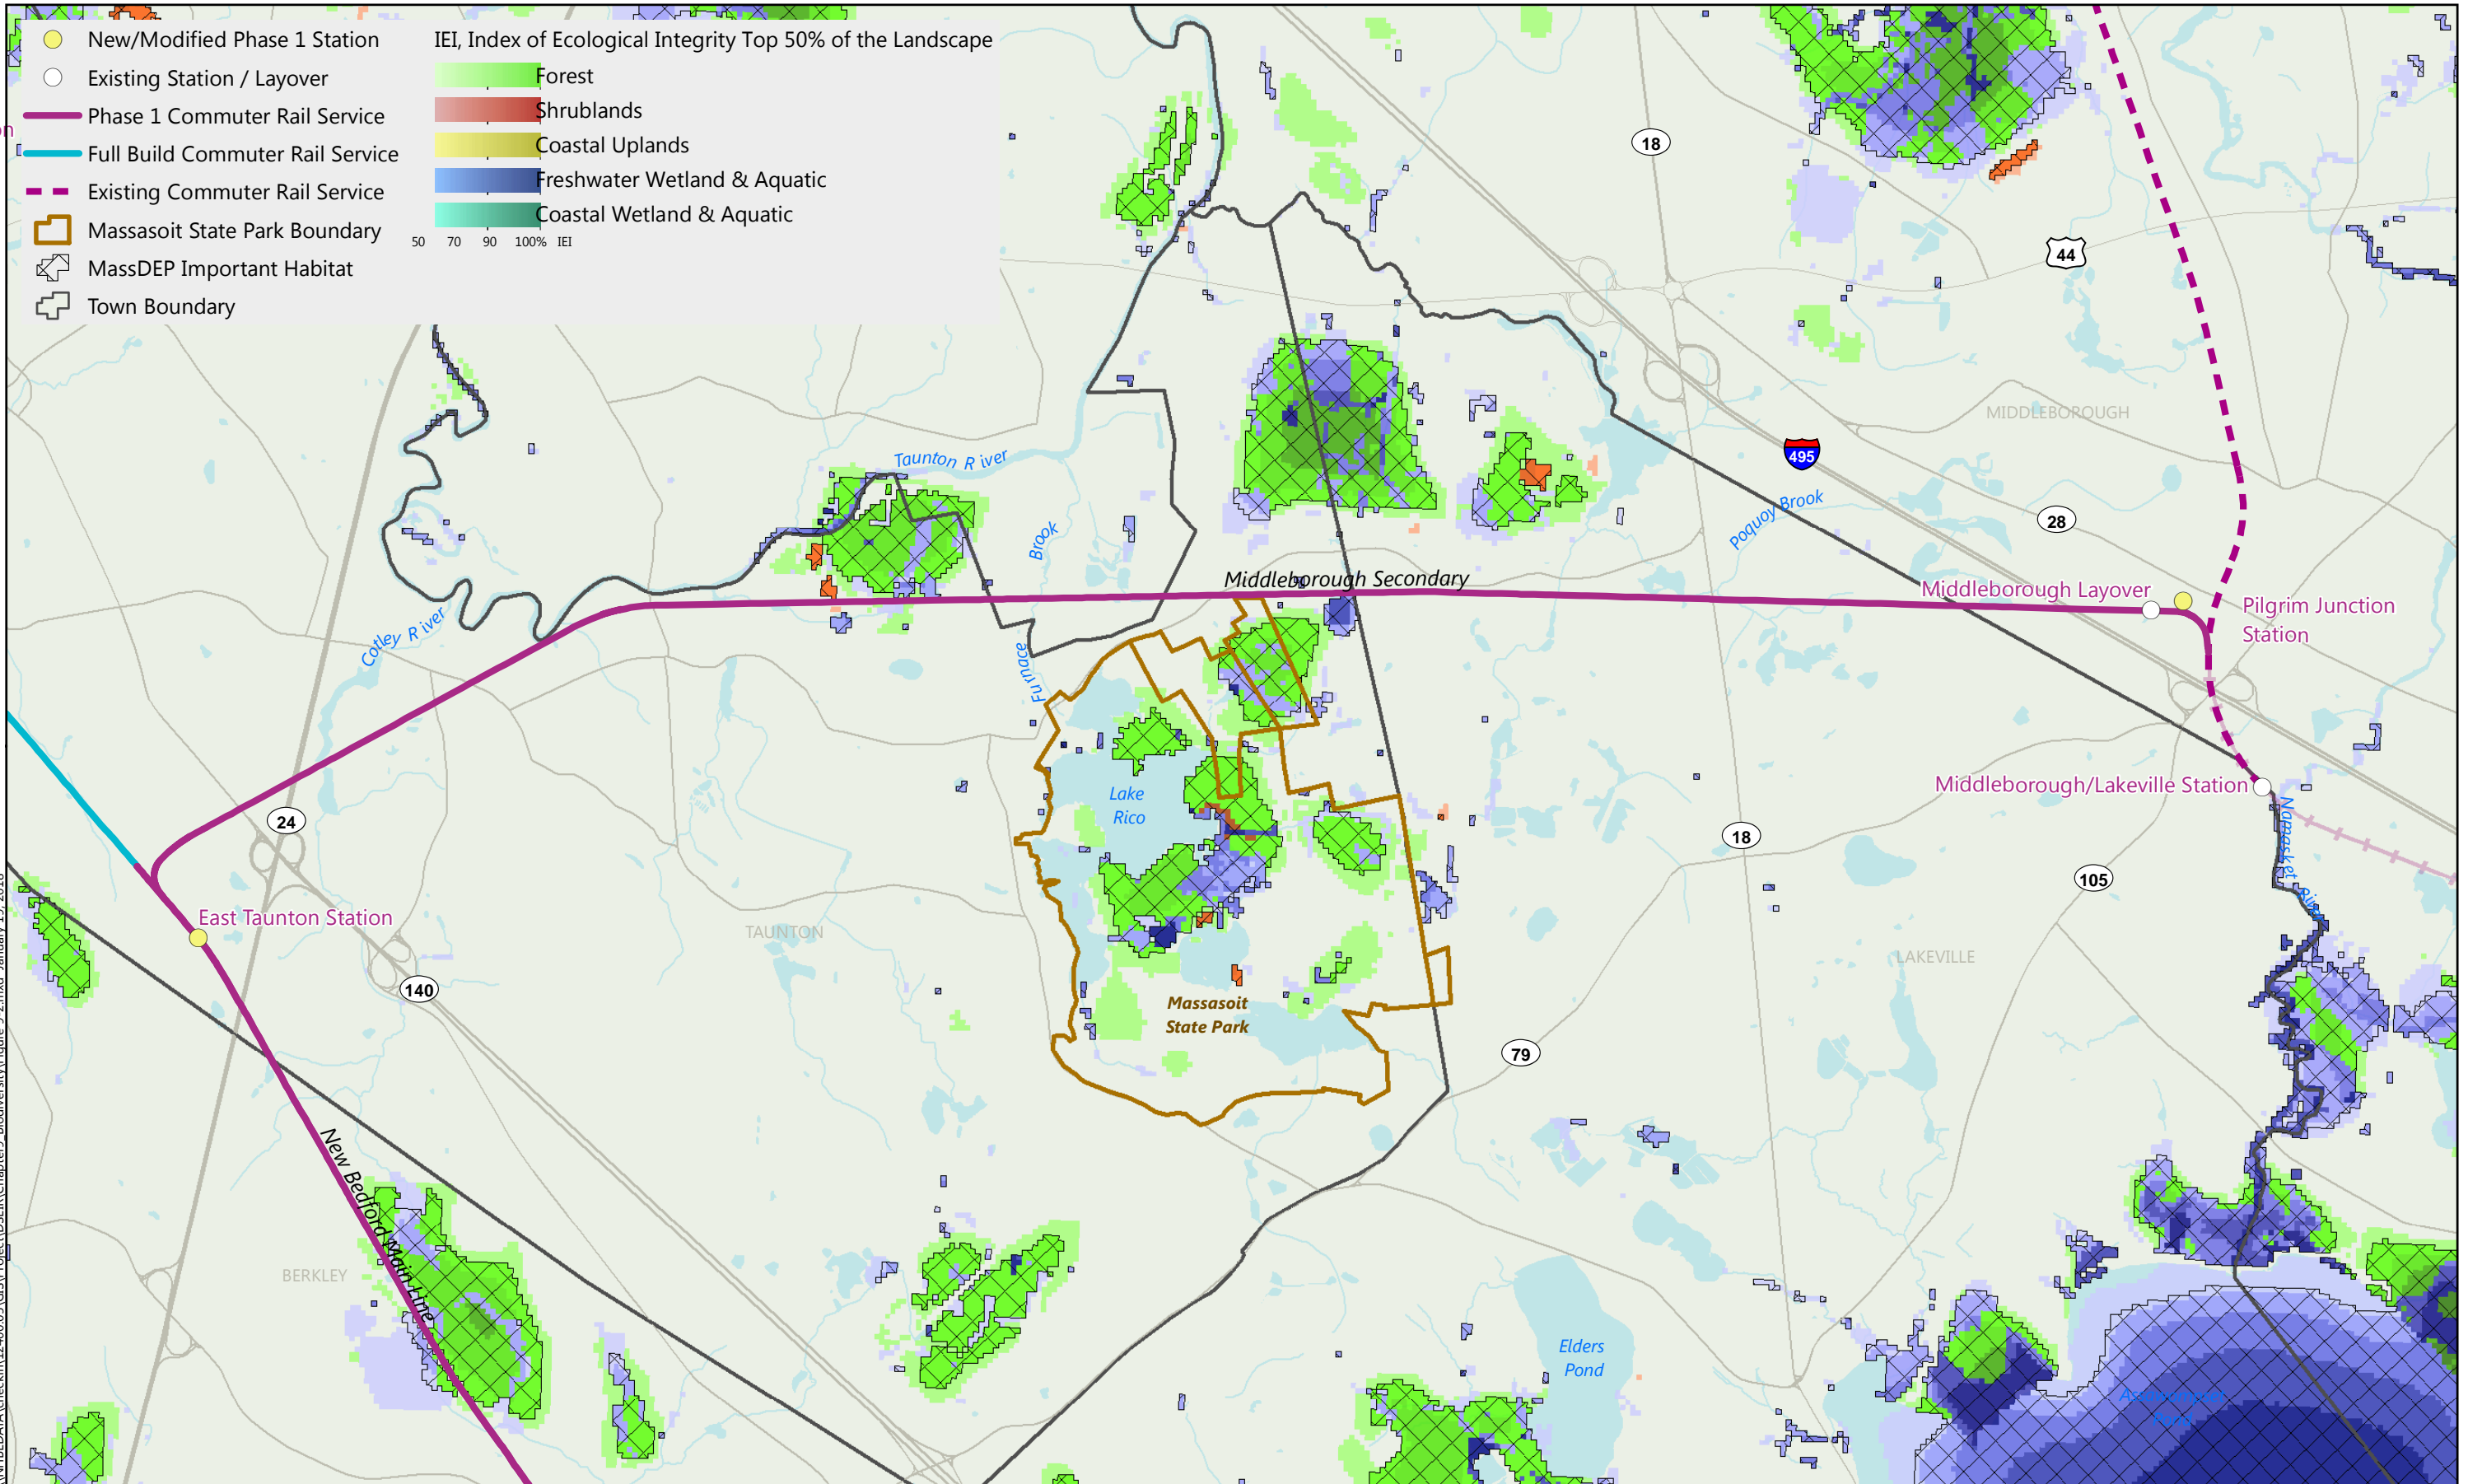 New/Modified Phase 1 Station
Existing Station / Layover
Phase 1 Commuter Rail Service
Full Build Commuter Rail Service
Existing Commuter Rail Service
Massasoit State Park Boundary
MassDEP Important Habitat
Town Boundary
IEI, Index of Ecological Integrity Top 50% of the Landscape
Forest
Shrublands
Coastal Uplands
Freshwater Wetland & Aquatic
Coastal Wetland & Aquatic
50 70 90 100% IEI
18
44
MIDDLEBOROUGH
495
Taunton River
Poquoy Brook
28
Brook
Furnace
Middleborough Secondary
Middleborough Layover
Pilgrim Junction
Station
Cotley River
Lake
Rico
Middleborough/Lakeville Station
24
18
Namasket River
105
East Taunton Station
TAUNTON
LAKEVILLE
140
Massasoit
State Park
79
New Bedford Main Line
BERKLEY
Elders
Pond
Assawompset
Pond